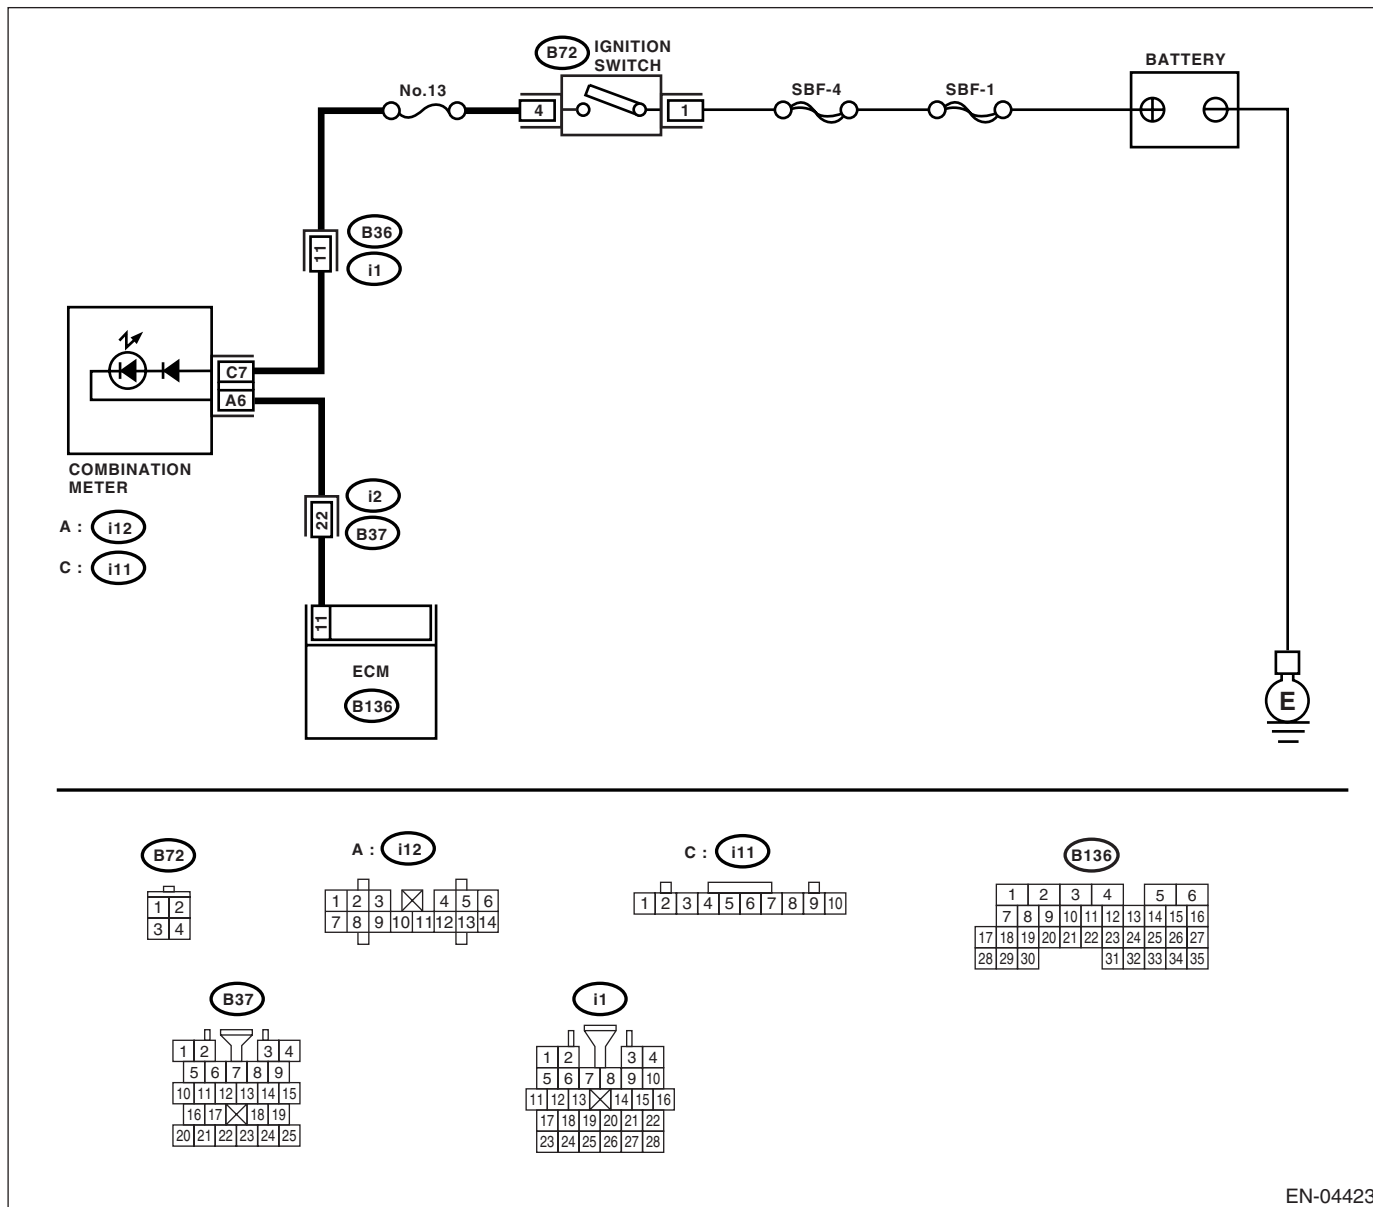 B72 IGNITION
SWITCH
BATTERY
No.13
SBF-4
SBF-1
4
1
11
B36
i1
C7
A6
COMBINATION
METER
A : i12
C : i11
22
i2
B37
11
ECM
B136
E
B72
1 2
3 4
A : i12
1 2 3 4 5 6
7 8 9 10 11 12 13 14
C : i11
1 2 3 4 5 6 7 8 9 10
B136
1 2 3 4 5 6
7 8 9 10 11 12 13 14 15 16
17 18 19 20 21 22 23 24 25 26 27
28 29 30 31 32 33 34 35
B37
1 2 3 4
5 6 7 8 9
10 11 12 13 14 15
16 17 18 19
20 21 22 23 24 25
i1
1 2 3 4
5 6 7 8 9 10
11 12 13 14 15 16
17 18 19 20 21 22
23 24 25 26 27 28
EN-04423